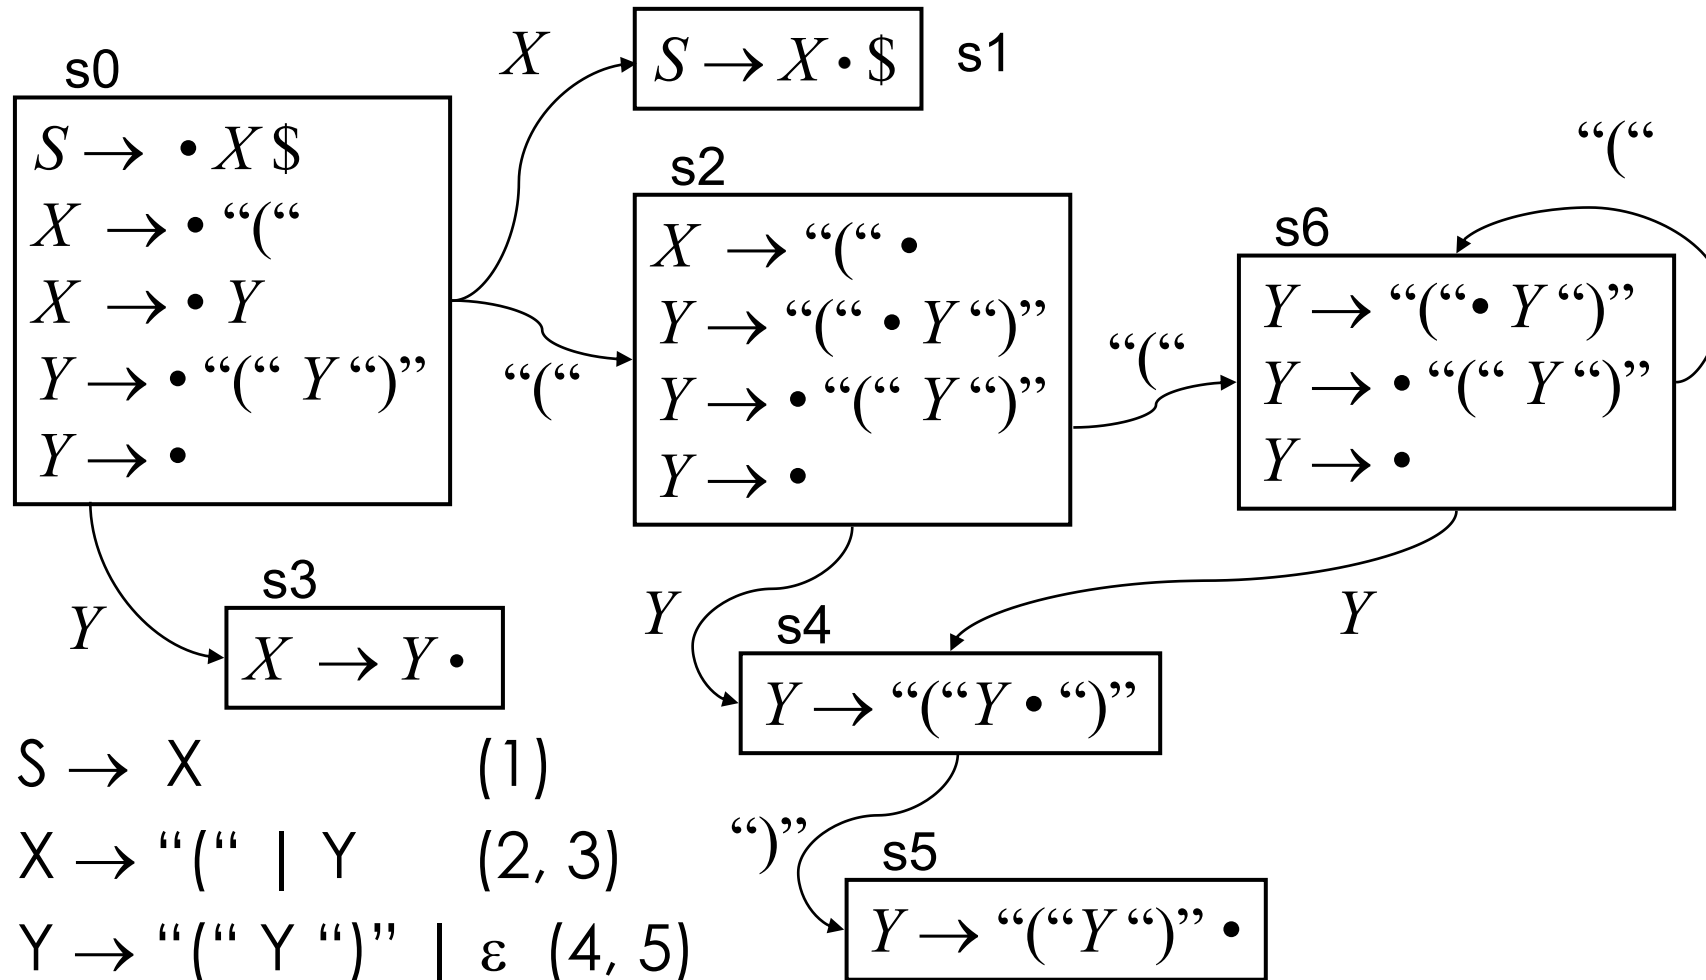 s0
S → • X $
X → • “(“
X → • Y
Y → • “(“ Y “)”
Y → •
X
S → X • $
s1
“(“
s2
X → “(“ •
Y → “(“ • Y “)”
Y → • “(“ Y “)”
Y → •
“(“
s6
Y → “(“ • Y “)”
Y → • “(“ Y “)”
Y → •
“(“
Y
s3
X → Y •
Y
s4
Y → “(“ Y • “)”
Y
“)”
s5
Y → “(“ Y “)” •
S → X (1)
X → “(“ | Y (2, 3)
Y → “(“ Y “)” | ε (4, 5)